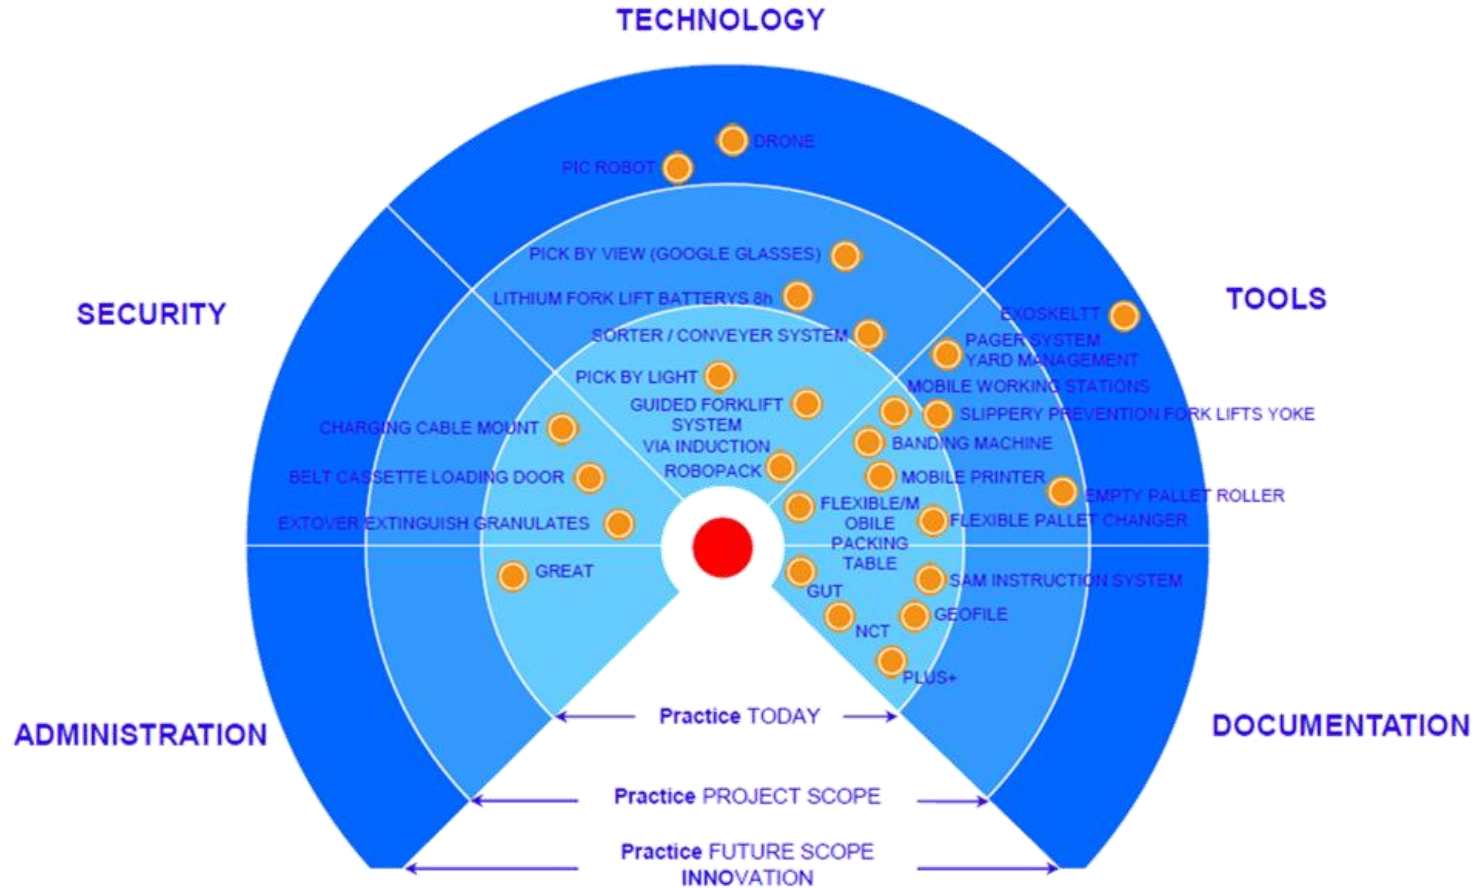 TECHNOLOGY
DRONE
PIC ROBOT
PICK BY VIEW (GOOGLE GLASSES)
LITHIUM FORK LIFT BATTERYS 8h
SECURITY
TOOLS
EXOSKELTT
SORTER / CONVEYER SYSTEM
PAGER SYSTEM
YARD MANAGEMENT
PICK BY LIGHT
MOBILE WORKING STATIONS
GUIDED FORKLIFT
SYSTEM
VIA INDUCTION
SLIPPERY PREVENTION FORK LIFTS YOKE
CHARGING CABLE MOUNT
BANDING MACHINE
ROBOPACK
BELT CASSETTE LOADING DOOR
MOBILE PRINTER
EMPTY PALLET ROLLER
FLEXIBLE/M
OBILE
PACKING
TABLE
EXTOVER EXTINGUISH GRANULATES
FLEXIBLE PALLET CHANGER
GREAT
SAM INSTRUCTION SYSTEM
GUT
GEOFILE
NCT
PLUS+
Practice TODAY
ADMINISTRATION
DOCUMENTATION
Practice PROJECT SCOPE
Practice FUTURE SCOPE
INNOVATION